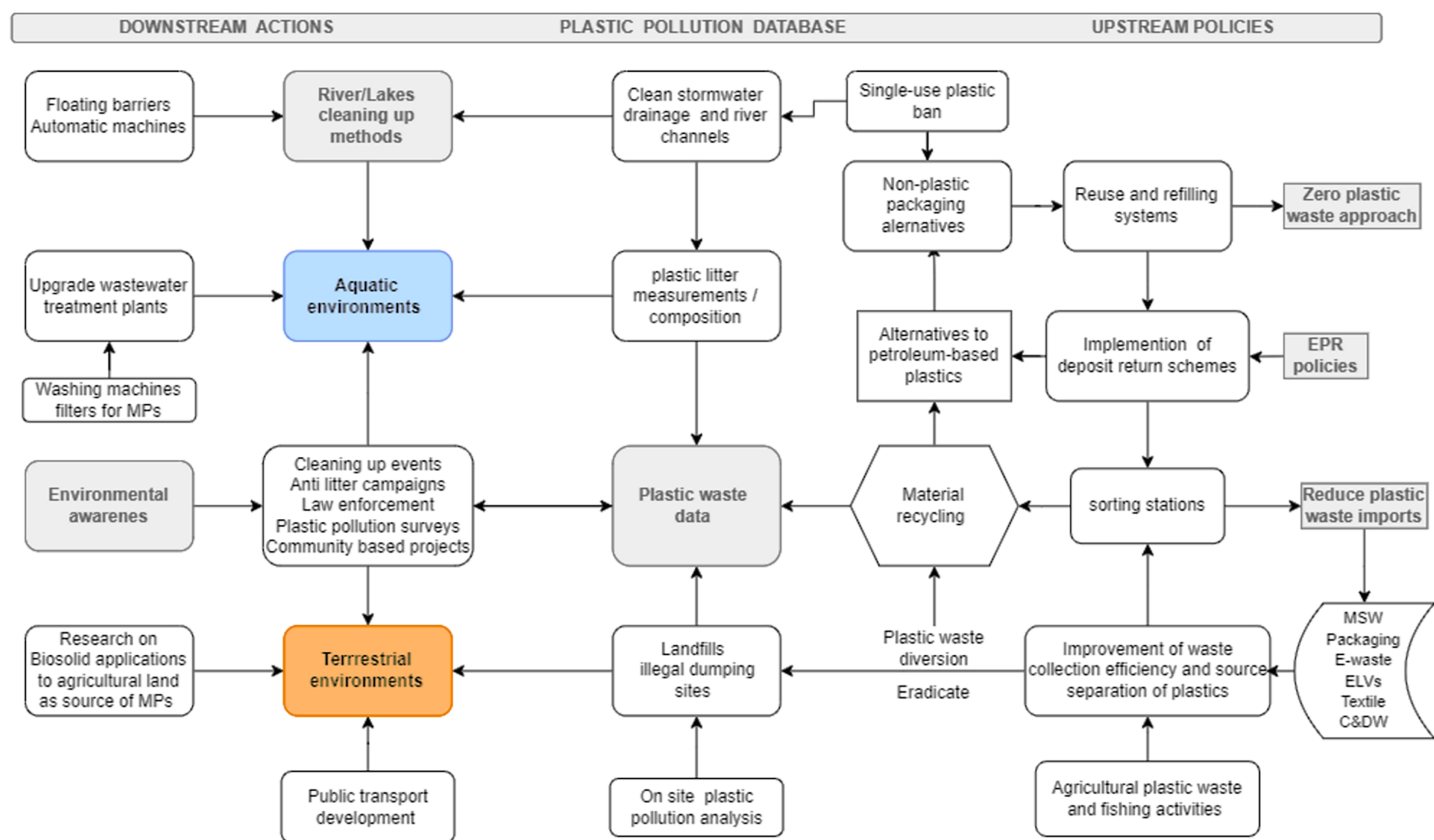 DOWNSTREAM ACTIONS
PLASTIC POLLUTION DATABASE
UPSTREAM POLICIES
Floating barriers
Automatic machines
River/Lakes
cleaning up
methods
Clean stormwater
drainage and river
channels
Single-use plastic
ban
Non-plastic
packaging
alernatives
Reuse and refilling
systems
Zero plastic
waste approach
Upgrade wastewater
treatment plants
Aquatic
environments
plastic litter
measurements /
composition
Alternatives to
petroleum-based
plastics
Implemention of
deposit return schemes
EPR
policies
Washing machines
filters for MPs
Environmental
awarenes
Cleaning up events
Anti litter campaigns
Law enforcement
Plastic pollution surveys
Community based projects
Plastic waste
data
Material
recycling
sorting stations
Reduce plastic
waste imports
Research on
Biosolid applications
to agricultural land
as source of MPs
Terrrestrial
environments
Landfills
illegal dumping
sites
Plastic waste
diversion
Eradicate
Improvement of waste
collection efficiency and source
separation of plastics
MSW
Packaging
E-waste
ELVs
Textile
C&DW
Public transport
development
On site plastic
pollution analysis
Agricultural plastic waste
and fishing activities